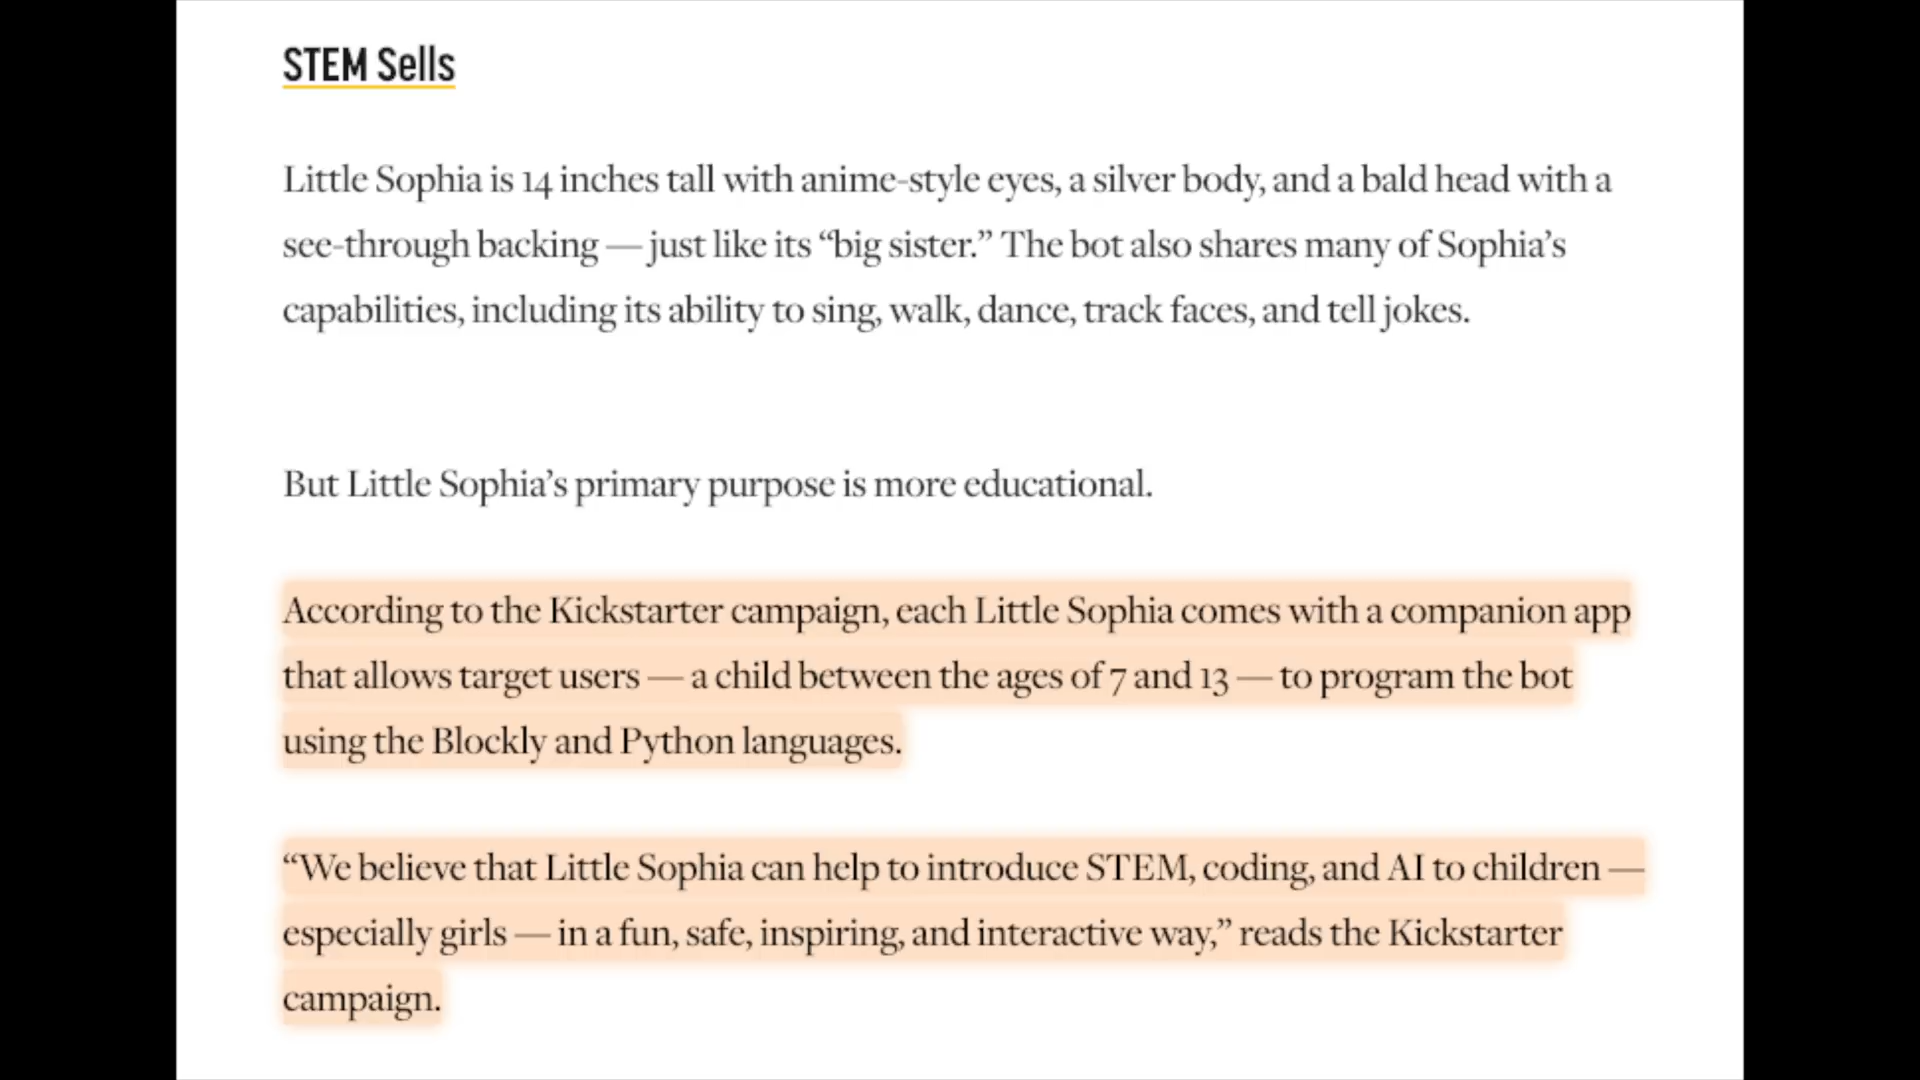 STEM Sells
Little Sophia is 14 inches tall with anime-style eyes, a silver body, and a bald head with a
see-through backing — just like its “big sister.” The bot also shares many of Sophia’s
capabilities, including its ability to sing, walk, dance, track faces, and tell jokes.
But Little Sophia’s primary purpose is more educational.
According to the Kickstarter campaign, each Little Sophia comes with a companion app
that allows target users — a child between the ages of 7 and 13 — to program the bot
using the Blockly and Python languages.
“We believe that Little Sophia can help to introduce STEM, coding, and AI to children —
especially girls — in a fun, safe, inspiring, and interactive way,” reads the Kickstarter
campaign.